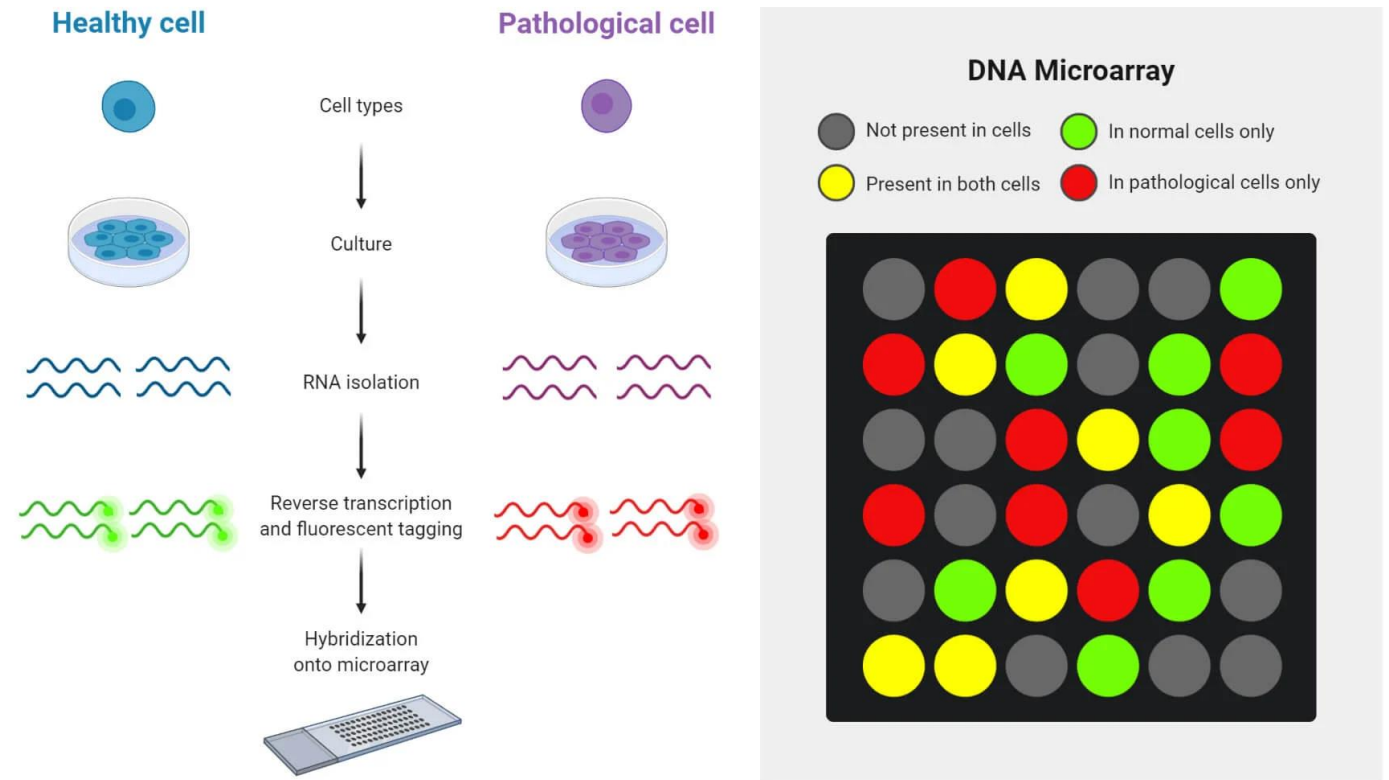 Healthy cell
Pathological cell
Cell types
Culture
RNA isolation
Reverse transcription
and fluorescent tagging
Hybridization
onto microarray
DNA Microarray
Not present in cells
In normal cells only
Present in both cells
In pathological cells only